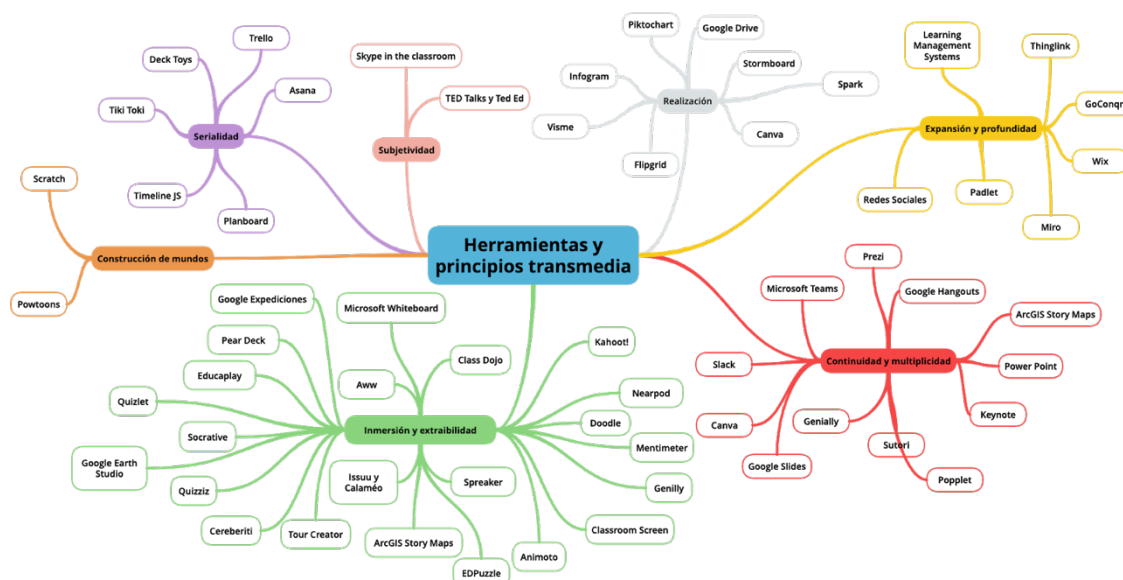 Herramientas y
principios transmedia
Serialidad
Trello
Deck Toys
Asana
Tiki Toki
Timeline JS
Planboard
Subjetividad
Skype in the classroom
TED Talks y Ted Ed
Realización
Piktochart
Google Drive
Infogram
Stormboard
Spark
Visme
Canva
Flipgrid
Expansión y profundidad
Learning
Management
Systems
Thinglink
GoConqr
Wix
Redes Sociales
Padlet
Miro
Construcción de mundos
Scratch
Powtoons
Inmersión y extraibilidad
Google Expediciones
Microsoft Whiteboard
Pear Deck
Class Dojo
Kahoot!
Educaplay
Aww
Quizlet
Nearpod
Doodle
Socrative
Mentimeter
Google Earth
Studio
Issuu y
Calaméo
Spreaker
Genilly
Quizziz
Cereberiti
Tour Creator
ArcGIS Story Maps
EDPuzzle
Animoto
Classroom Screen
Continuidad y multiplicidad
Prezi
Microsoft Teams
Google Hangouts
ArcGIS Story Maps
Slack
Power Point
Canva
Genially
Keynote
Google Slides
Sutori
Popplet